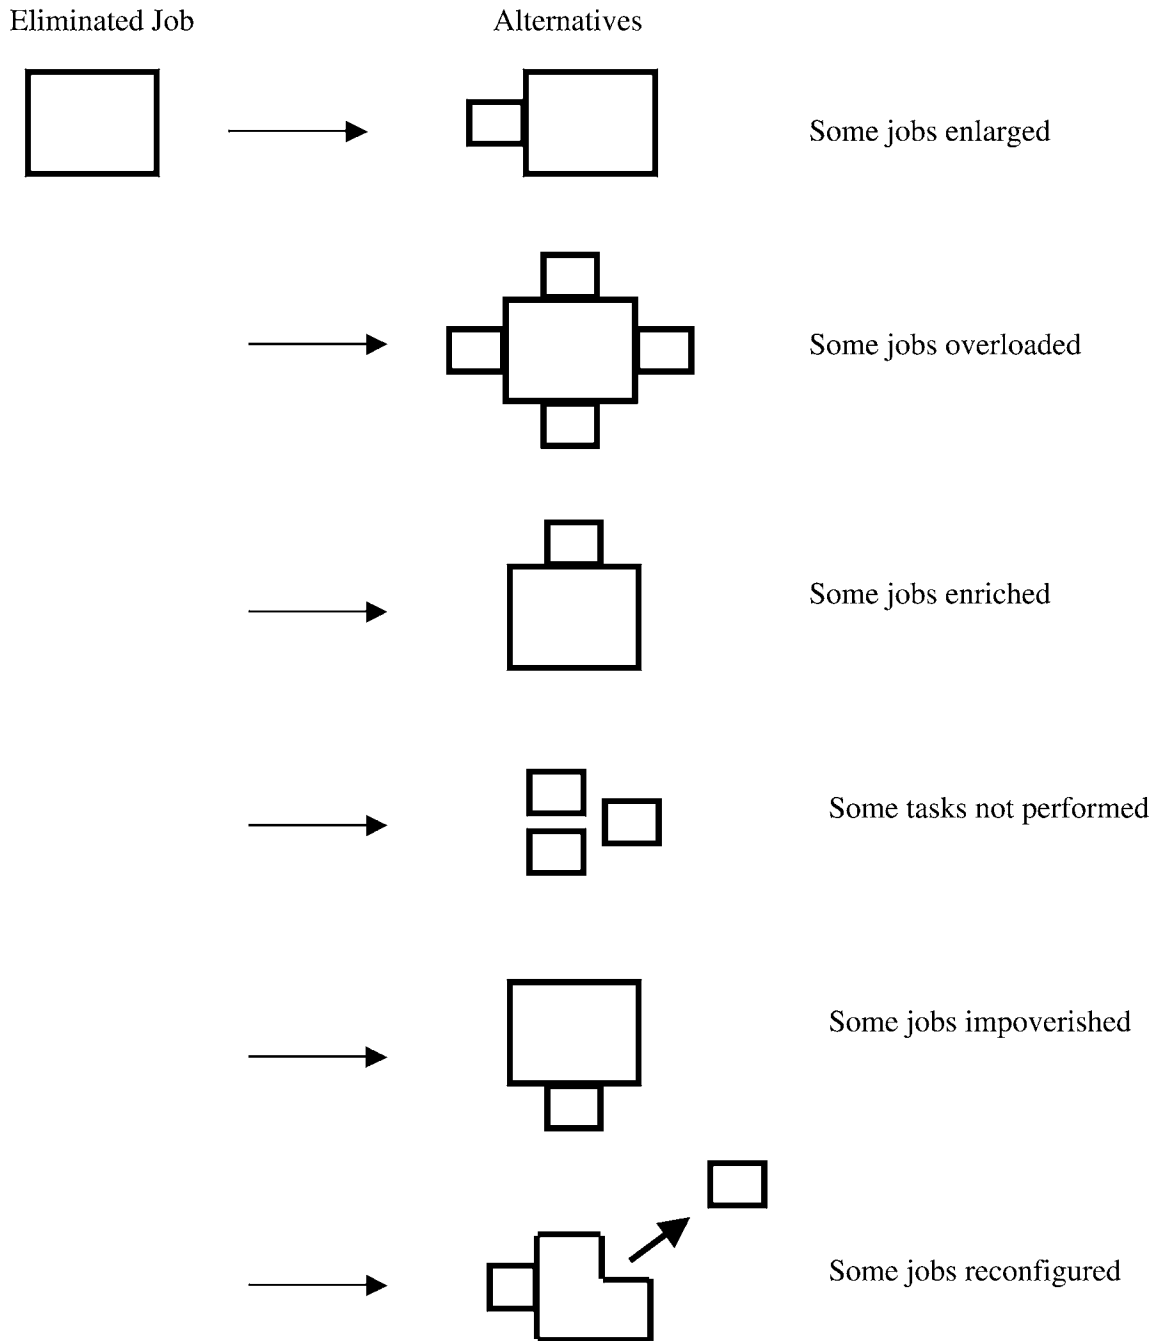 Eliminated Job
Alternatives
Some jobs enlarged
Some jobs overloaded
Some jobs enriched
Some tasks not performed
Some jobs impoverished
Some jobs reconfigured